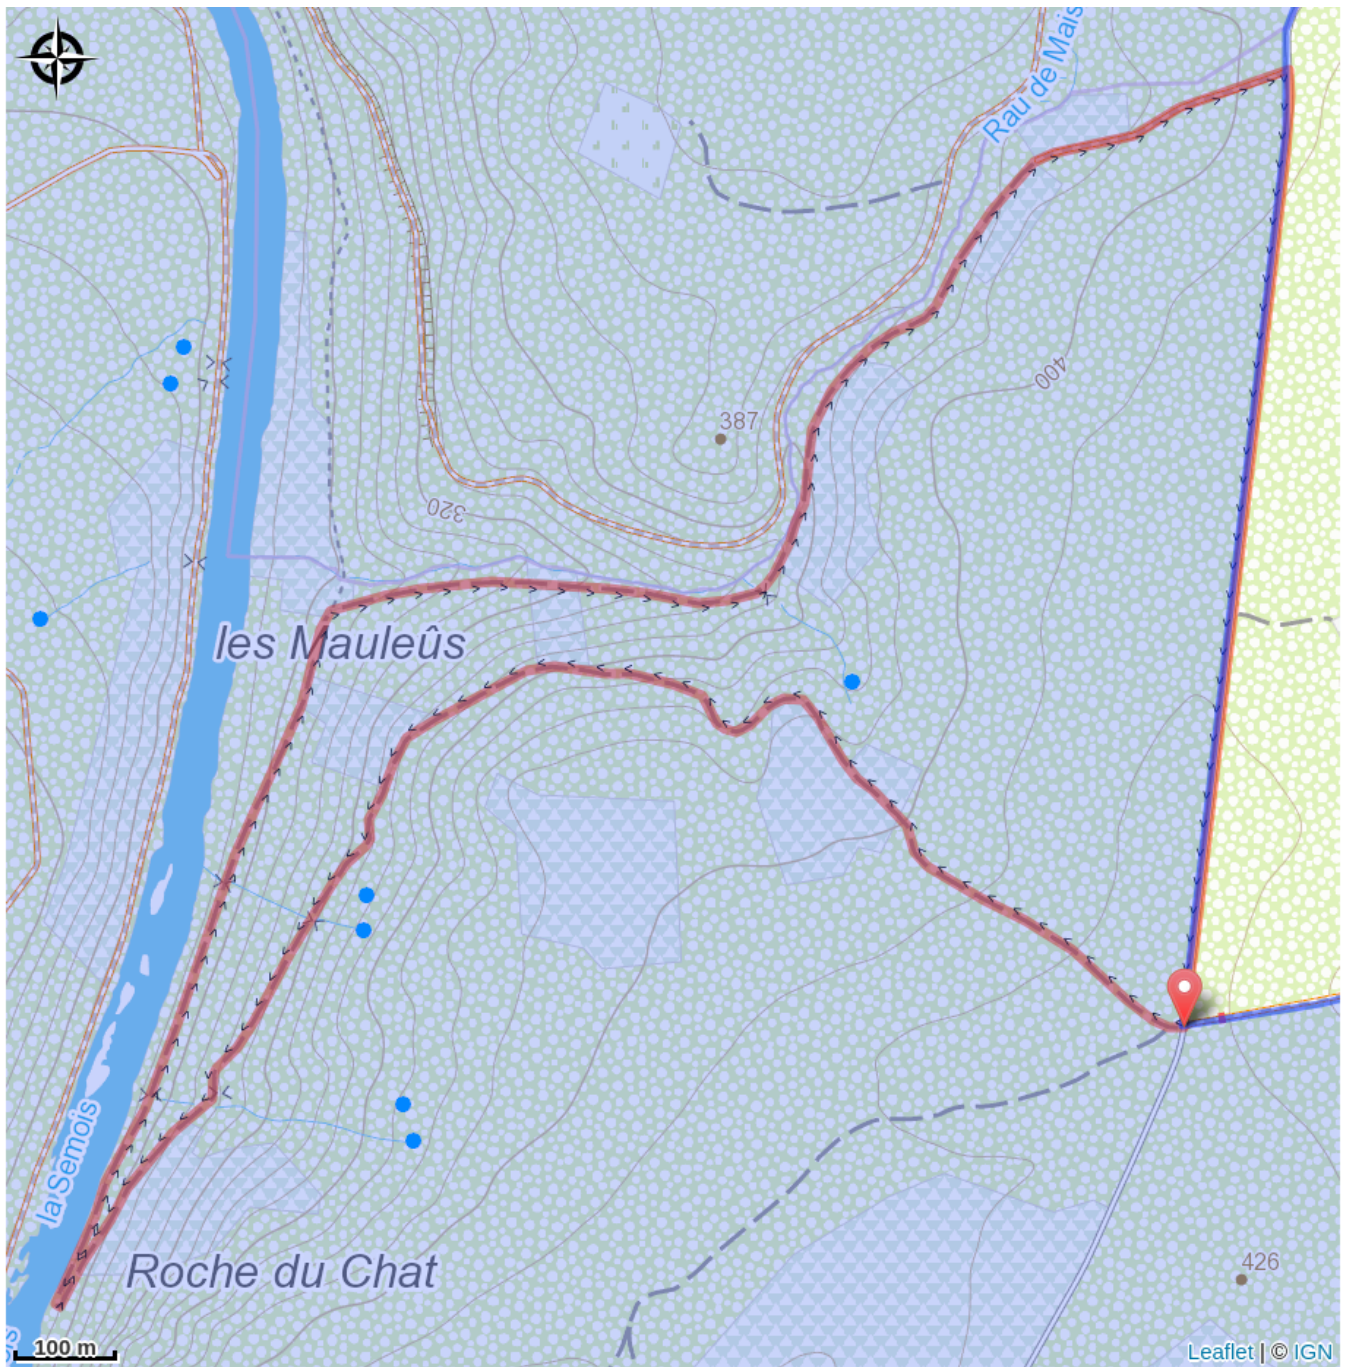 Rau de Mais
400
387
320
les Mauleûs
la Semois
Roche du Chat
426
100 m
Leaflet | © IGN